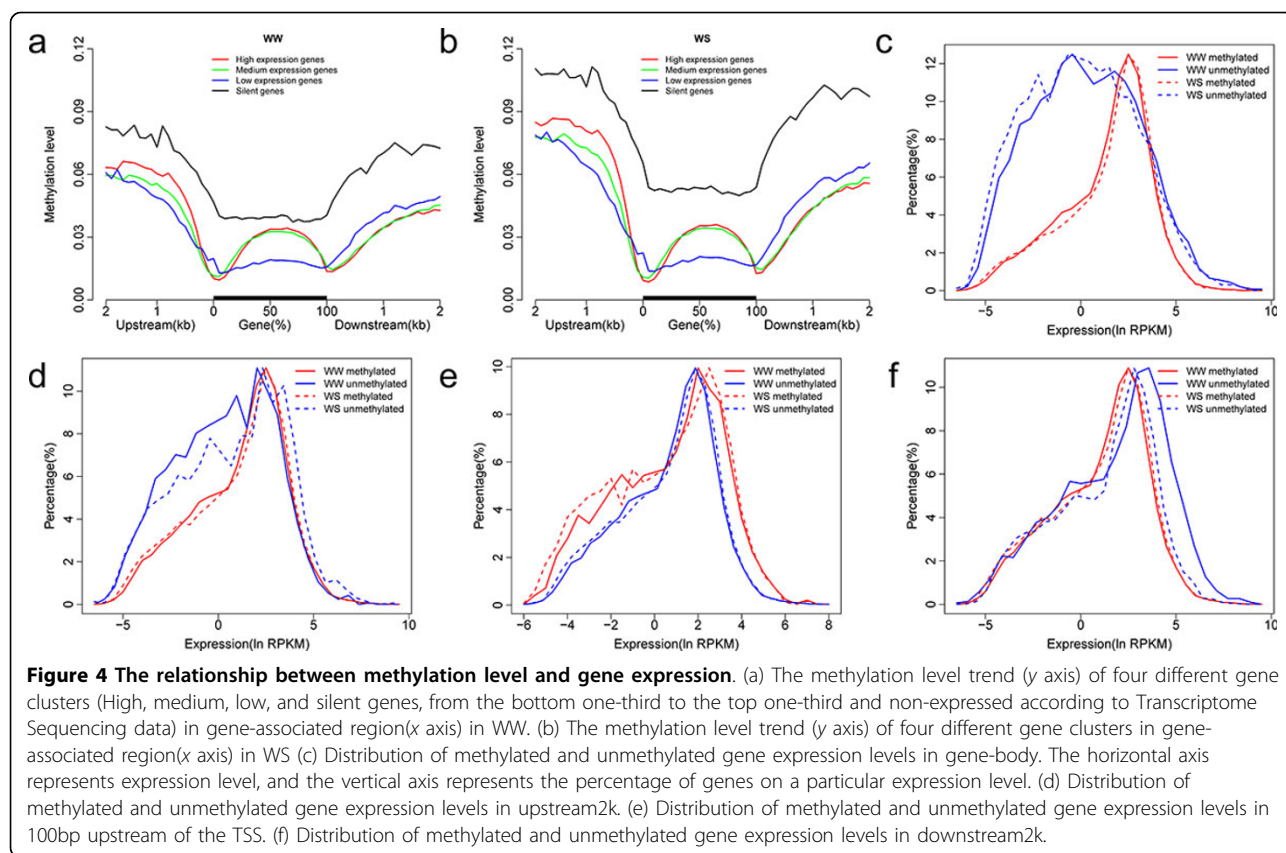 a
WW
High expression genes
Medium expression genes
Low expression genes
Silent genes
Methylation level
0.00 0.03 0.06 0.09 0.12
2 1 0 50 100 1 2
Upstream(kb) Gene(%) Downstream(kb)
b
WS
High expression genes
Medium expression genes
Low expression genes
Silent genes
Methylation level
0.00 0.03 0.06 0.09 0.12
2 1 0 50 100 1 2
Upstream(kb) Gene(%) Downstream(kb)
c
WW methylated
WW unmethylated
WS methylated
WS unmethylated
Percentage(%)
0 2 4 6 8 10 12
−5 0 5 10
Expression(ln RPKM)
d
WW methylated
WW unmethylated
WS methylated
WS unmethylated
Percentage(%)
0 2 4 6 8 10
−5 0 5 10
Expression(ln RPKM)
e
WW methylated
WW unmethylated
WS methylated
WS unmethylated
Percentage(%)
0 2 4 6 8 10
−6 −4 −2 0 2 4 6 8
Expression(ln RPKM)
f
WW methylated
WW unmethylated
WS methylated
WS unmethylated
Percentage(%)
0 2 4 6 8 10
−5 0 5 10
Expression(ln RPKM)
Figure 4 The relationship between methylation level and gene expression. (a) The methylation level trend (y axis) of four different gene
clusters (High, medium, low, and silent genes, from the bottom one-third to the top one-third and non-expressed according to Transcriptome
Sequencing data) in gene-associated region(x axis) in WW. (b) The methylation level trend (y axis) of four different gene clusters in gene-
associated region(x axis) in WS (c) Distribution of methylated and unmethylated gene expression levels in gene-body. The horizontal axis
represents expression level, and the vertical axis represents the percentage of genes on a particular expression level. (d) Distribution of
methylated and unmethylated gene expression levels in upstream2k. (e) Distribution of methylated and unmethylated gene expression levels in
100bp upstream of the TSS. (f) Distribution of methylated and unmethylated gene expression levels in downstream2k.